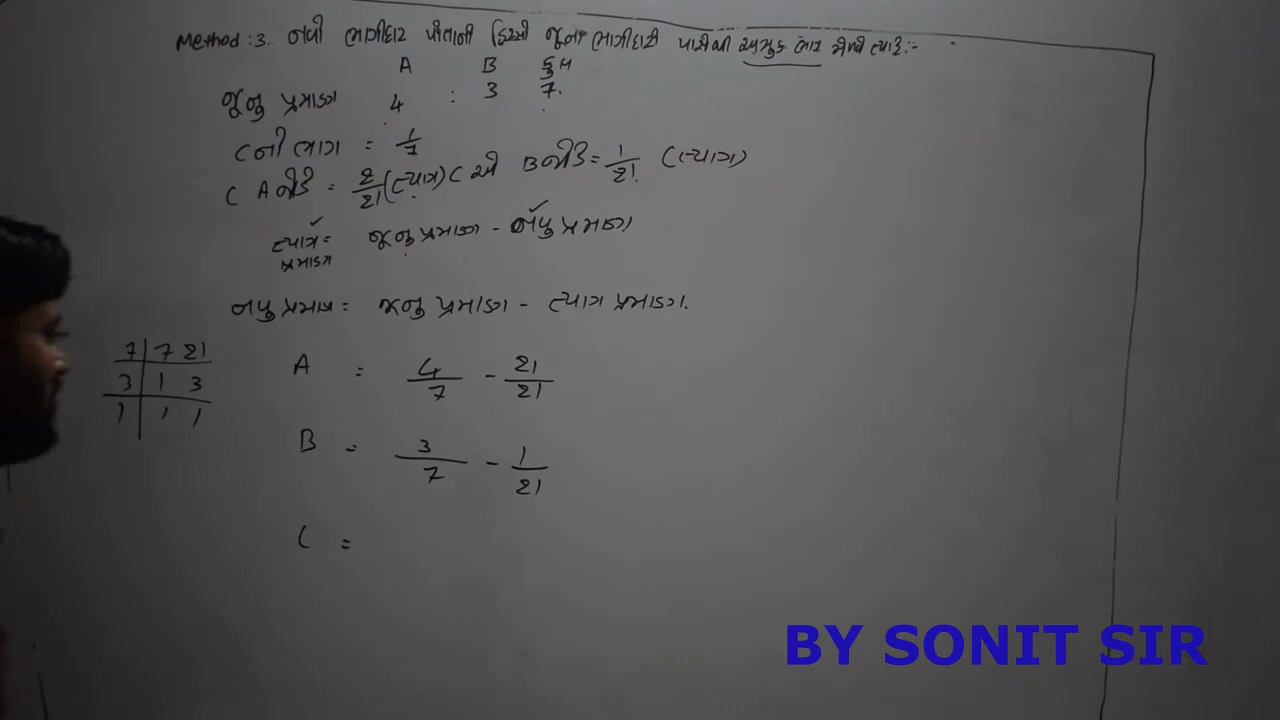 Method :3. નવો ભાગીદાર પોતાનો હિસ્સો જૂના ભાગીદારો પાસેથી અમુક ભાગ મેળવે ત્યારે :-
A B કુલ
જૂનુ પ્રમાણ 4 : 3 7.
C નો ભાગ = 1/7
C A જોડે = 2/21 (ત્યાગ) C એ B જોડે = 1/21 (ત્યાગ)
ત્યાગ = જૂનુ પ્રમાણ - નવુ પ્રમાણ
પ્રમાણ
નવુ પ્રમાણ = જૂનુ પ્રમાણ - ત્યાગ પ્રમાણ.
7 | 7 21
3 | 1 3
1 | 1 1
A = 4/7 - 21/21
B = 3/7 - 1/21
C =
BY SONIT SIR